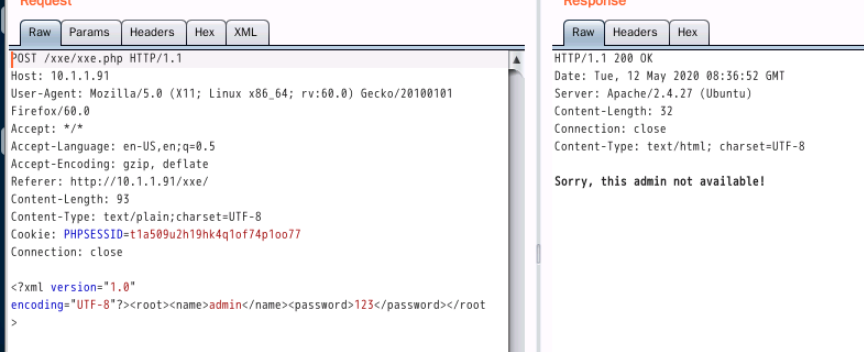 Request
Raw Params Headers Hex XML
POST /xxe/xxe.php HTTP/1.1
Host: 10.1.1.91
User-Agent: Mozilla/5.0 (X11; Linux x86_64; rv:60.0) Gecko/20100101
Firefox/60.0
Accept: */*
Accept-Language: en-US,en;q=0.5
Accept-Encoding: gzip, deflate
Referer: http://10.1.1.91/xxe/
Content-Length: 93
Content-Type: text/plain;charset=UTF-8
Cookie: PHPSESSID=t1a509u2h19hk4q1of74p1oo77
Connection: close
<?xml version="1.0"
encoding="UTF-8"?><root><name>admin</name><password>123</password></root
>
Response
Raw Headers Hex
HTTP/1.1 200 OK
Date: Tue, 12 May 2020 08:36:52 GMT
Server: Apache/2.4.27 (Ubuntu)
Content-Length: 32
Connection: close
Content-Type: text/html; charset=UTF-8
Sorry, this admin not available!